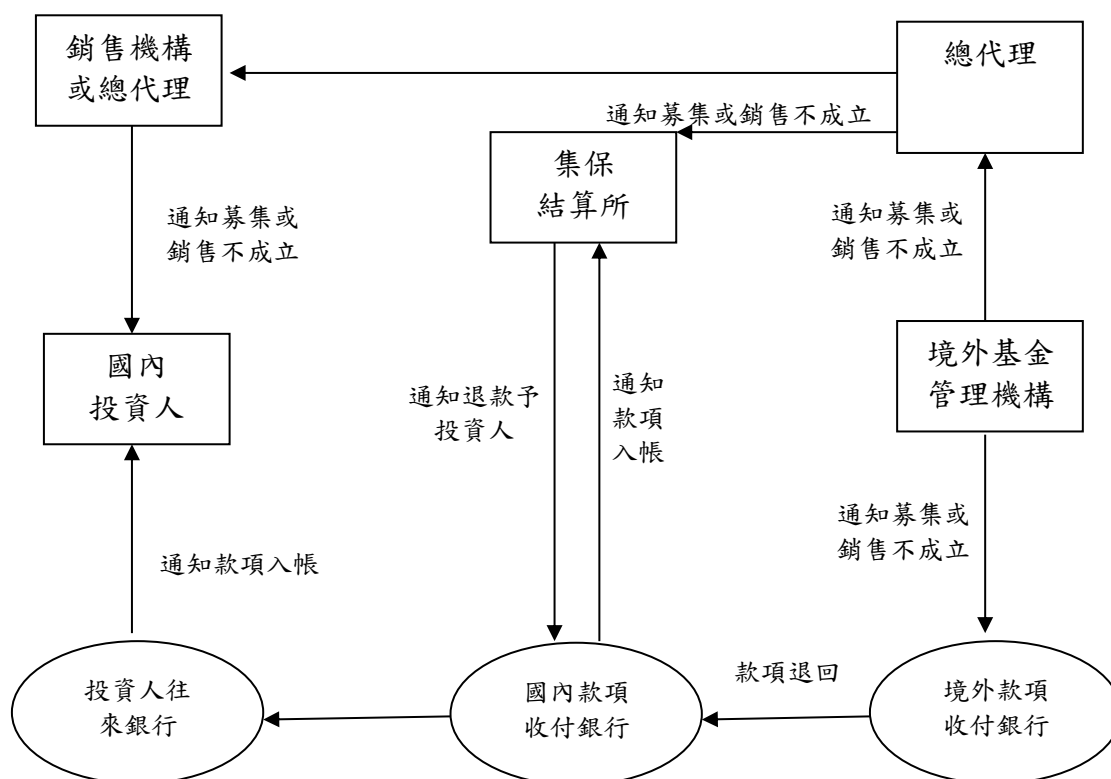 銷售機構
或總代理
總代理
通知募集或銷售不成立
集保
結算所
通知募集或
銷售不成立
通知募集或
銷售不成立
國內
投資人
境外基金
管理機構
通知退款予
投資人
通知
款項
入帳
通知募集或
銷售不成立
通知款項入帳
款項退回
投資人往
來銀行
國內款項
收付銀行
境外款項
收付銀行